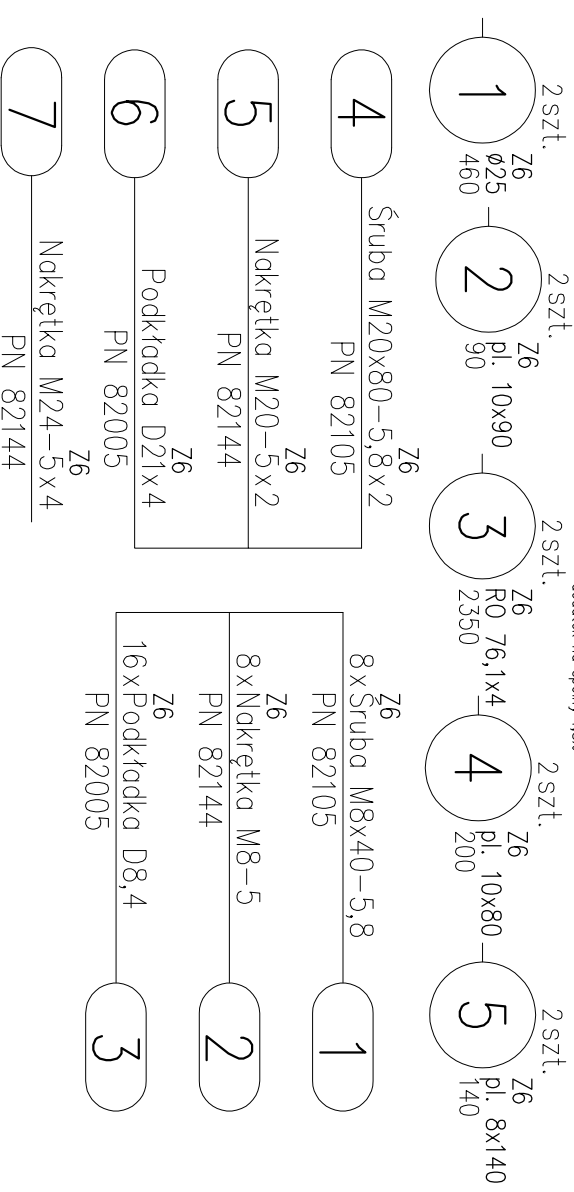 2 szt.
1
Z6
ø25
460
2 szt.
2
Z6
pl. 10x90
90
2 szt.
3
Z6
RO 76,1x4
2350
2 szt.
4
Z6
pl. 10x80
200
2 szt.
5
Z6
pl. 8x140
140
4
Z6
Śruba M20x80-5,8x2
PN 82105
5
Z6
Nakrętka M20-5x2
PN 82144
6
Z6
Podkładka D21x4
PN 82005
7
Z6
Nakrętka M24-5x4
PN 82144
Z6
8xŚruba M8x40-5,8
PN 82105
1
Z6
8xNakrętka M8-5
PN 82144
2
Z6
16xPodkładka D8,4
PN 82005
3